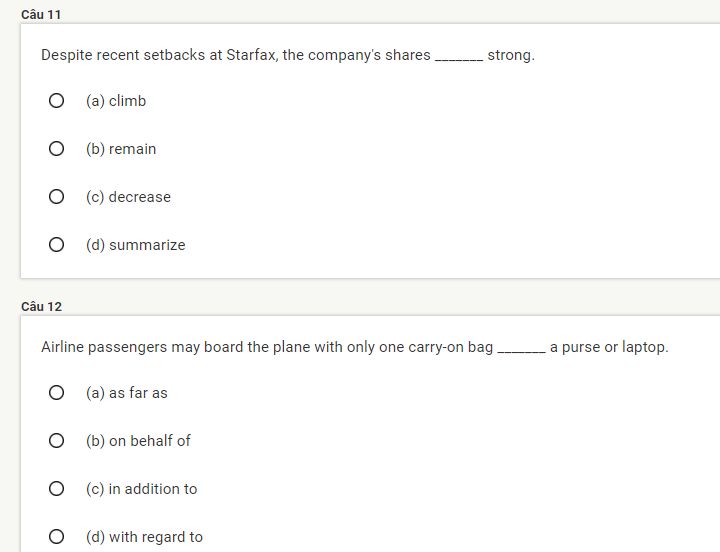 Câu 11
Despite recent setbacks at Starfax, the company's shares _______ strong.
(a) climb
(b) remain
(c) decrease
(d) summarize
Câu 12
Airline passengers may board the plane with only one carry-on bag _______ a purse or laptop.
(a) as far as
(b) on behalf of
(c) in addition to
(d) with regard to